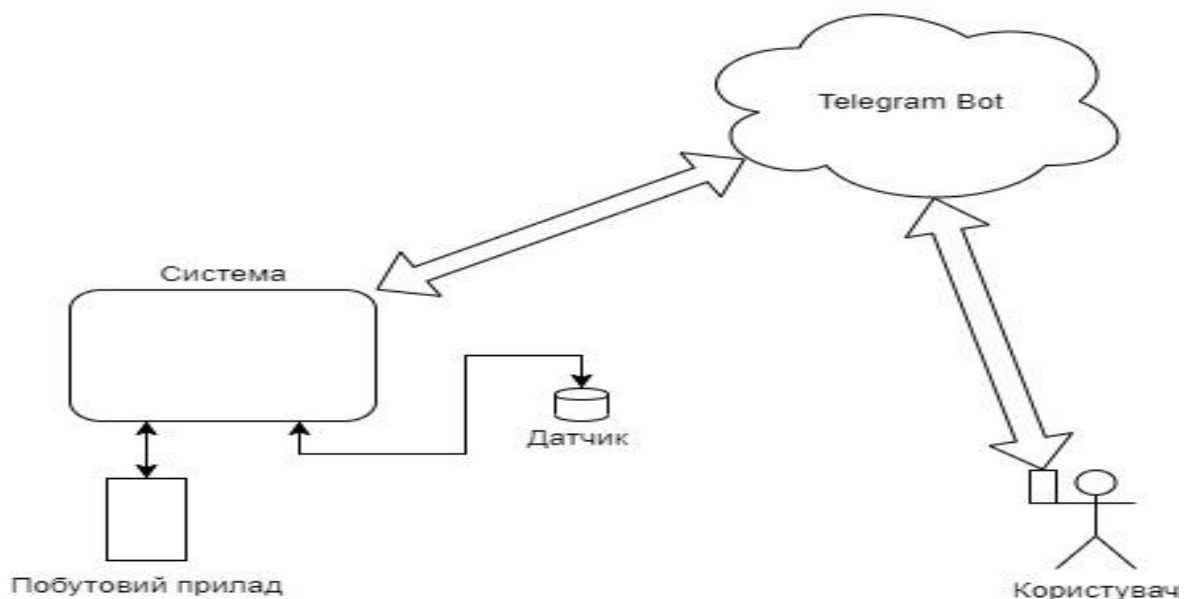 Telegram Bot
Система
Датчик
Побутовий прилад
Користувач